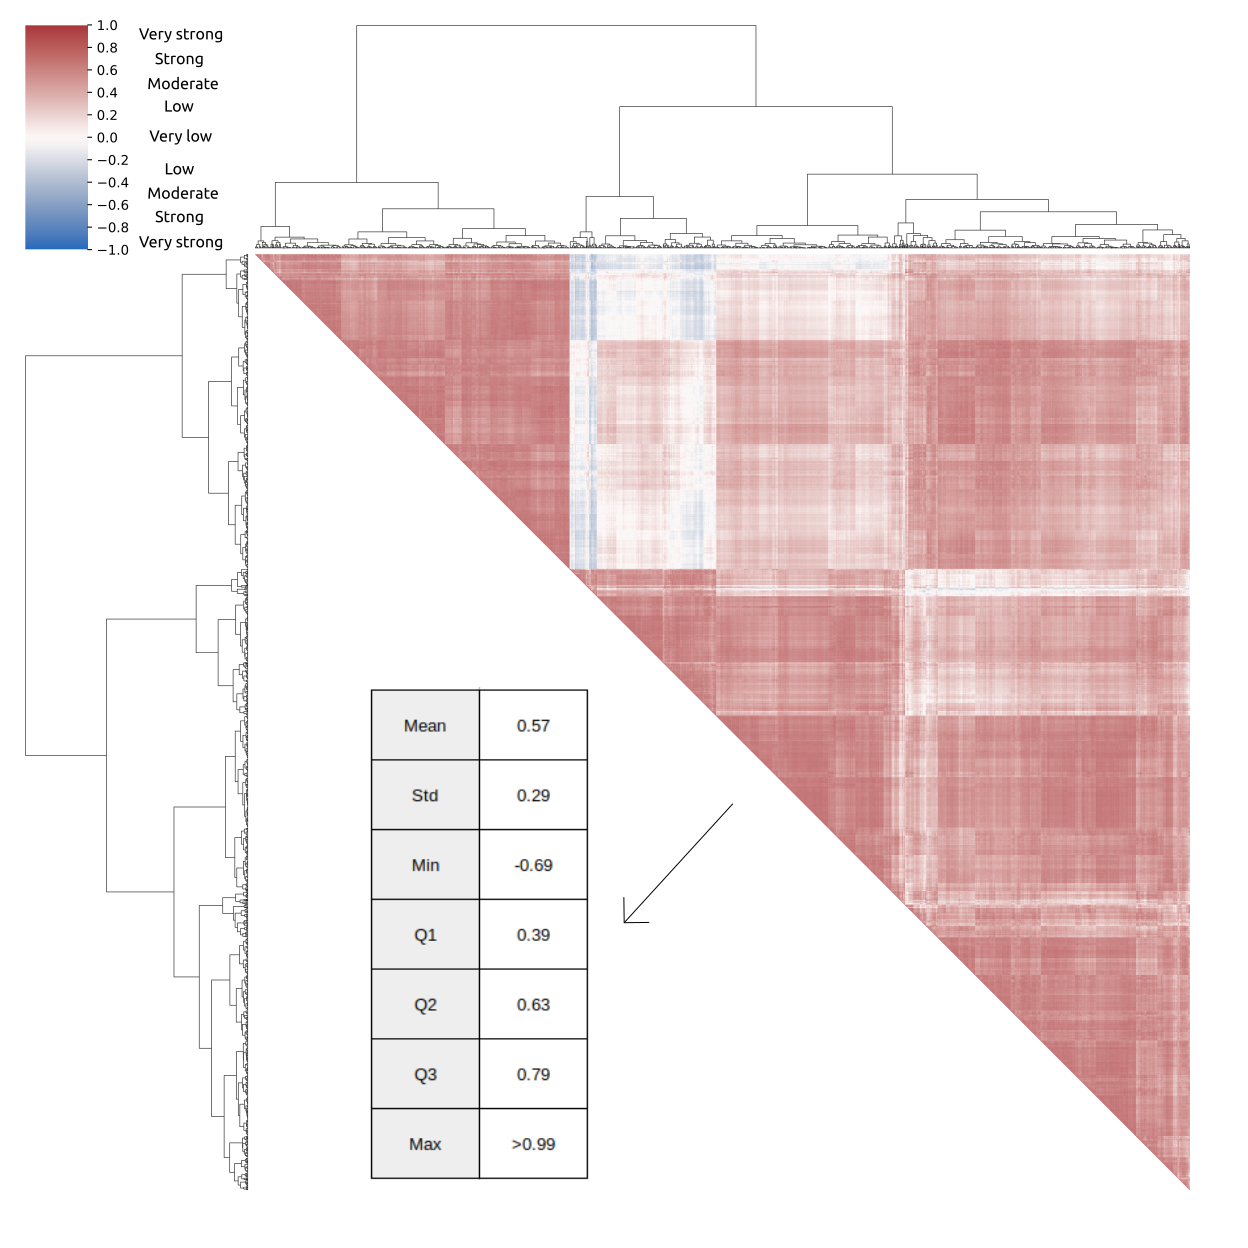 1.0
Very strong
0.8
Strong
0.6
Moderate
0.4
Low
0.2
0.0
Very low
−0.2
Low
−0.4
Moderate
−0.6
Strong
−0.8
Very strong
−1.0
Mean 0.57
Std 0.29
Min -0.69
Q1 0.39
Q2 0.63
Q3 0.79
Max >0.99